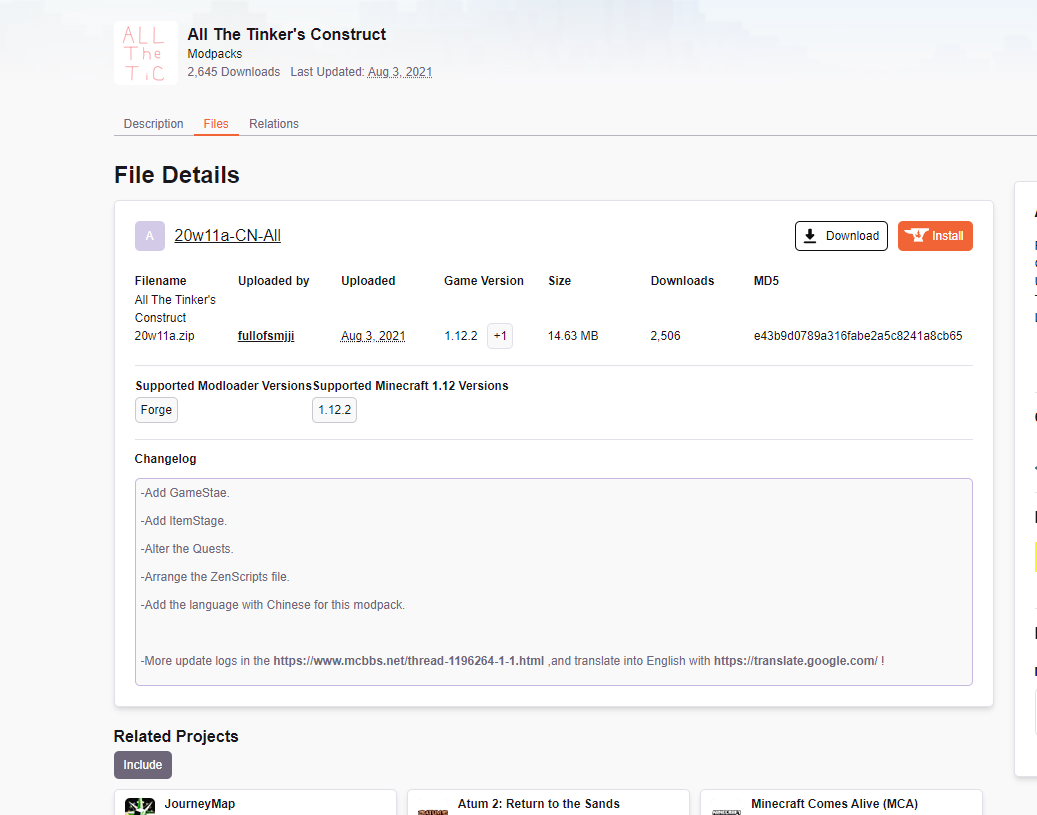 ALL
The
TiC
All The Tinker's Construct
Modpacks
2,645 Downloads Last Updated: Aug 3, 2021
Description Files Relations
File Details
A 20w11a-CN-All Download Install
Filename Uploaded by Uploaded Game Version Size Downloads MD5
All The Tinker's
Construct
20w11a.zip fullofsmjji Aug 3, 2021 1.12.2 +1 14.63 MB 2,506 e43b9d0789a316fabe2a5c8241a8cb65
Supported Modloader Versions Supported Minecraft 1.12 Versions
Forge 1.12.2
Changelog
-Add GameStae.
-Add ItemStage.
-Alter the Quests.
-Arrange the ZenScripts file.
-Add the language with Chinese for this modpack.
-More update logs in the https://www.mcbbs.net/thread-1196264-1-1.html ,and translate into English with https://translate.google.com/ !
Related Projects
Include
JourneyMap Atum 2: Return to the Sands Minecraft Comes Alive (MCA)